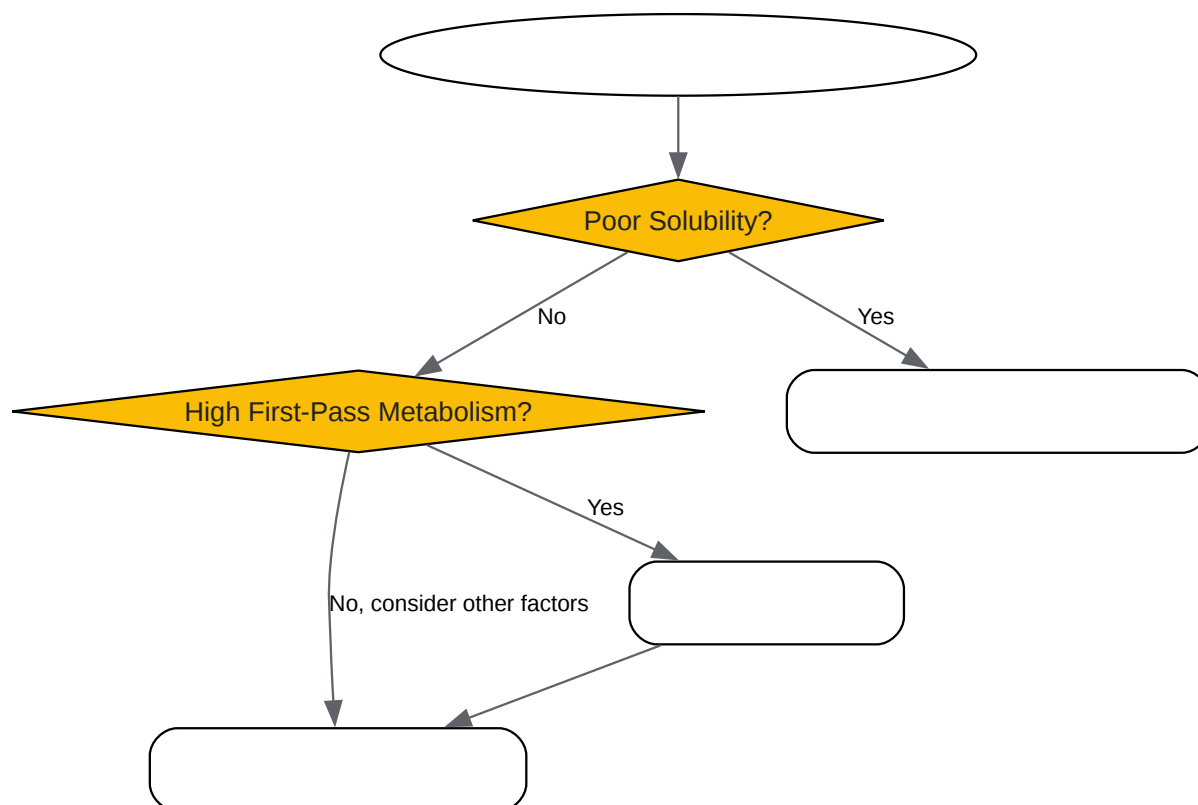 Poor Solubility?
No
Yes
High First-Pass Metabolism?
Yes
No, consider other factors